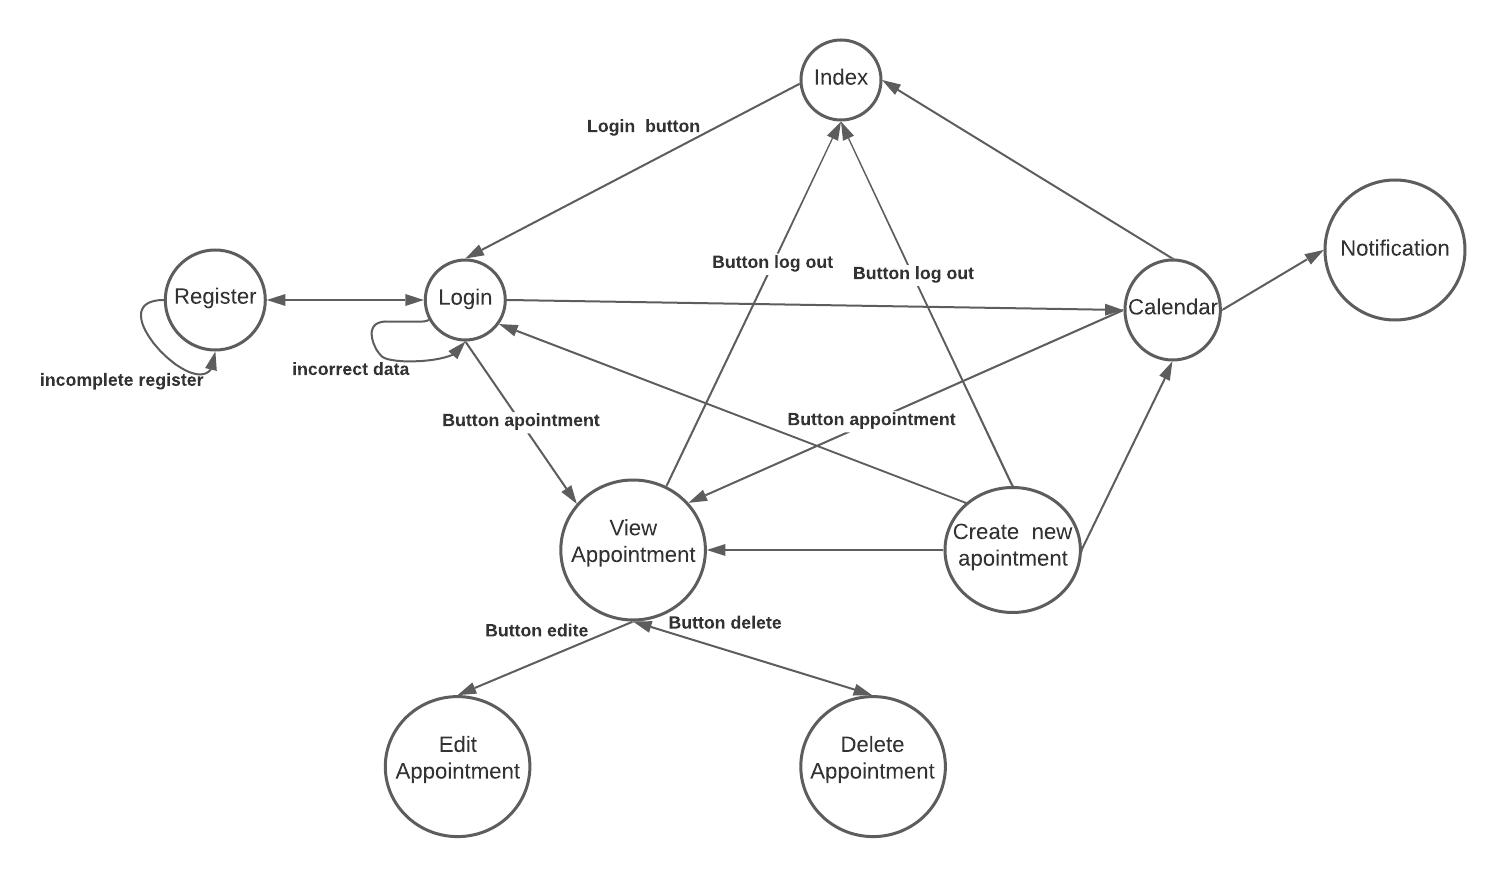 Index
Login  button
Notification
Button log out
Button log out
Register
Login
Calendar
incomplete register
incorrect data
Button apointment
Button appointment
View
Appointment
Create  new
apointment
Button edite
Button delete
Edit
Appointment
Delete
Appointment